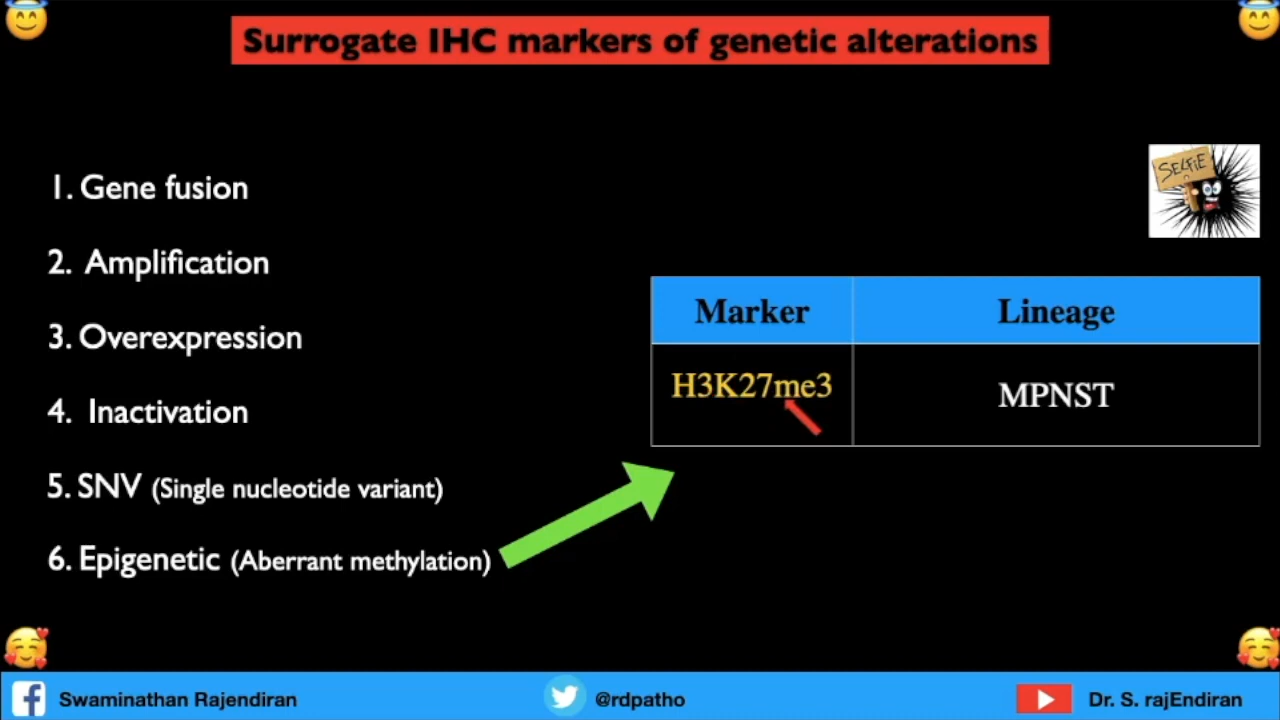 Surrogate IHC markers of genetic alterations
1. Gene fusion
2. Amplification
3. Overexpression
4. Inactivation
5. SNV (Single nucleotide variant)
6. Epigenetic (Aberrant methylation)
SELFiE
Marker Lineage
H3K27me3 MPNST
Swaminathan Rajendiran @rdpatho Dr. S. rajEndiran